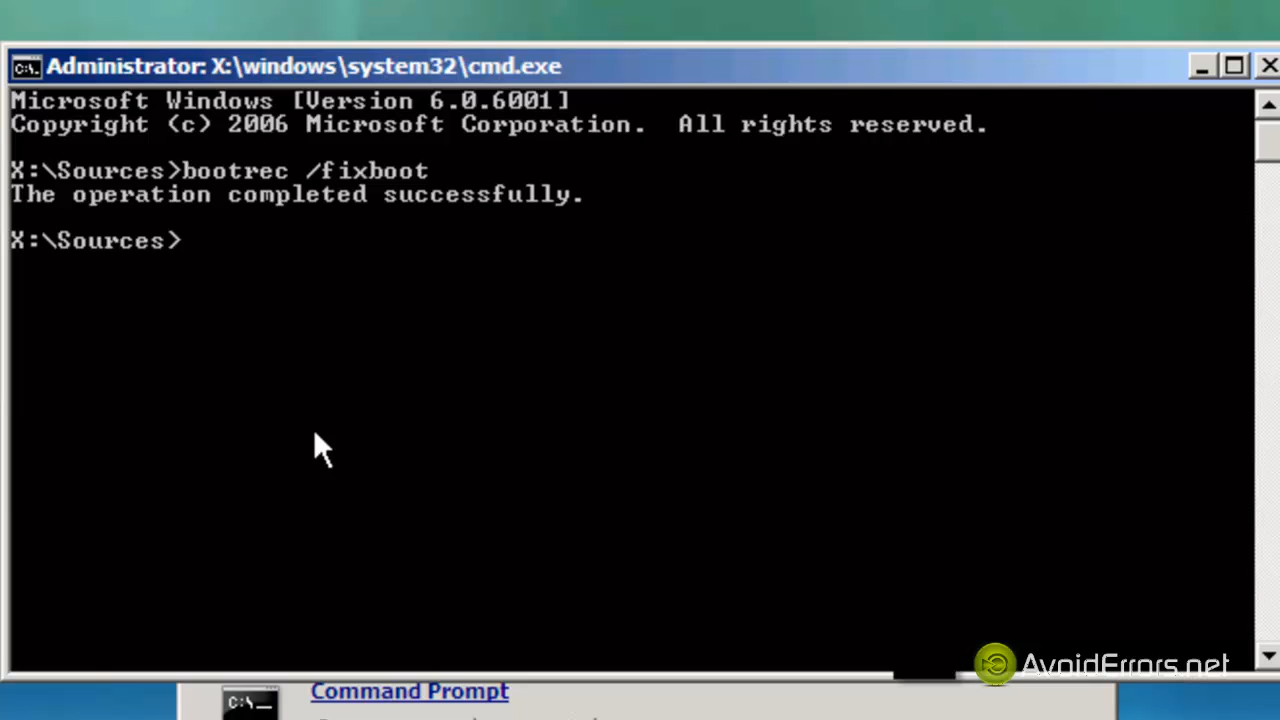 Administrator: X:\windows\system32\cmd.exe
Microsoft Windows [Version 6.0.6001]
Copyright (c) 2006 Microsoft Corporation.  All rights reserved.
X:\Sources>bootrec /fixboot
The operation completed successfully.
X:\Sources>
AvoidErrors.net
Command Prompt
C:\